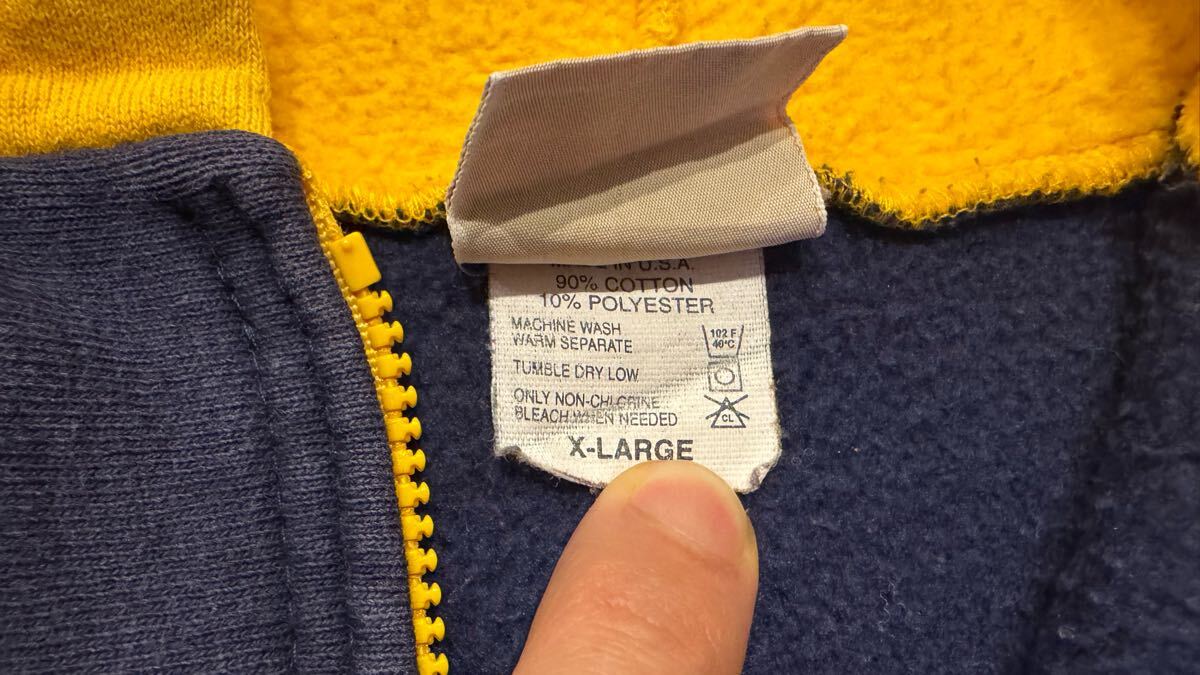 IN U.S.A.
90% COTTON
10% POLYESTER
MACHINE WASH
WARM SEPARATE
102 F
40°C
TUMBLE DRY LOW
ONLY NON-CHLORINE
BLEACH WHEN NEEDED
CL
X-LARGE